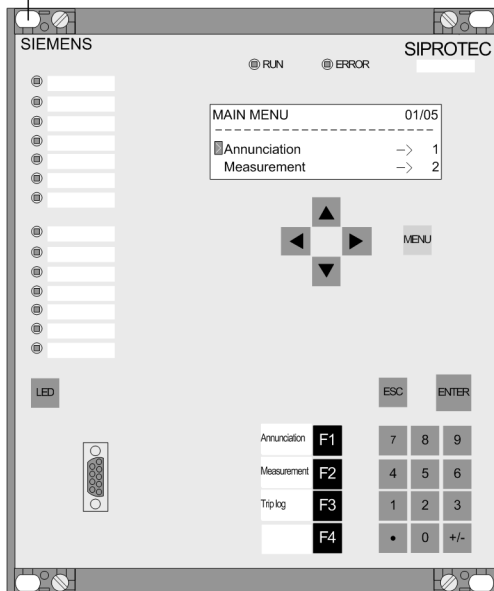 SIEMENS
SIPROTEC
RUN ERROR
MAIN MENU 01/05
Annunciation –> 1
Measurement –> 2
MENU
LED
ESC ENTER
Annunciation F1
Measurement F2
Trip log F3
F4
7 8 9
4 5 6
1 2 3
• 0 +/-